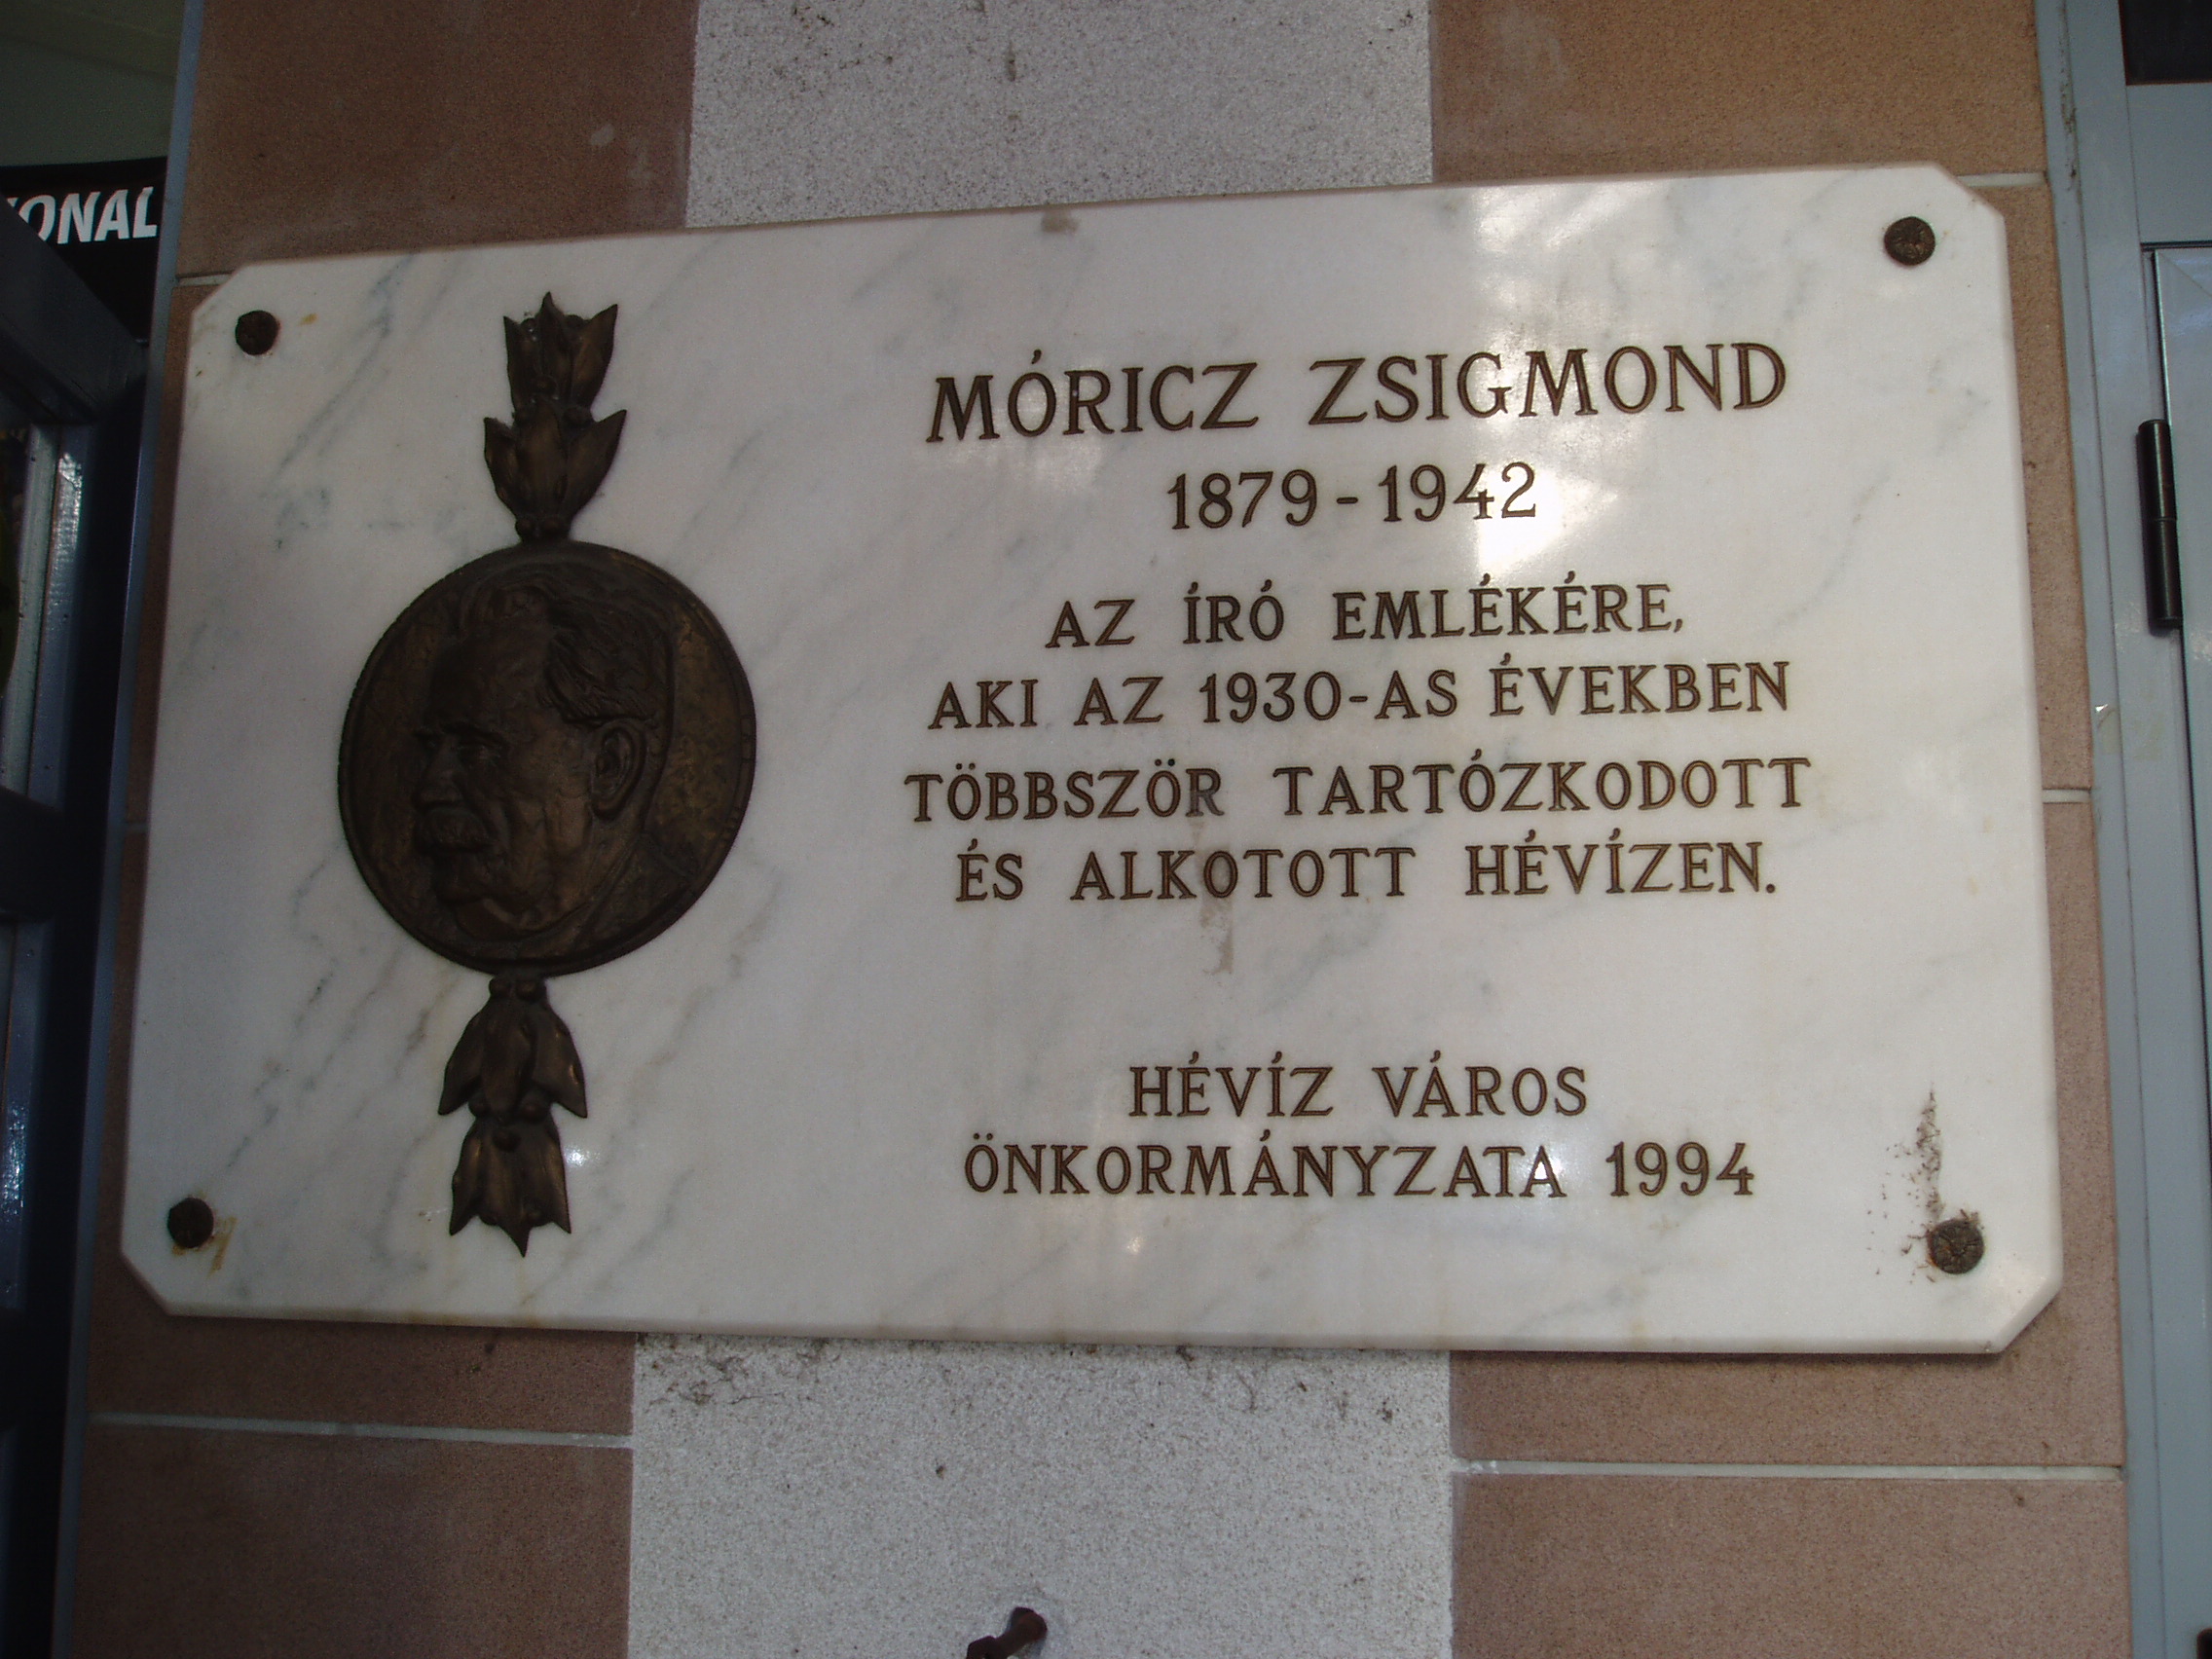 MÓRICZ ZSIGMOND
1879-1942
AZ ÍRÓ EMLÉKÉRE,
AKI AZ 1930-AS ÉVEKBEN
TÖBBSZÖR TARTÓZKODOTT
ÉS ALKOTOTT HÉVÍZEN.
HÉVÍZ VÁROS
ÖNKORMÁNYZATA 1994